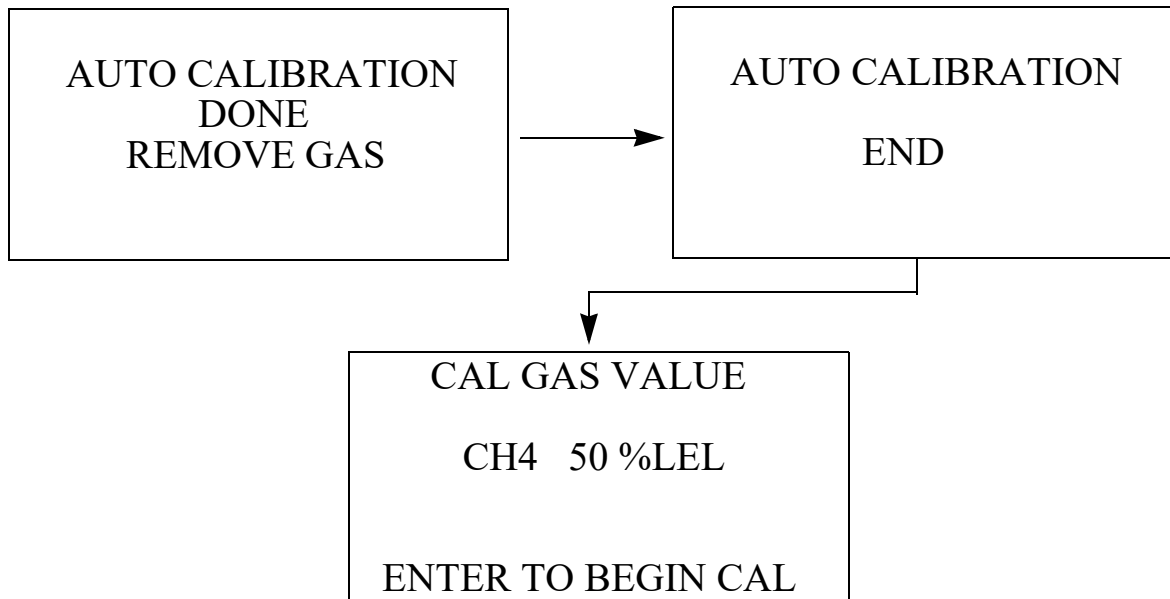 AUTO CALIBRATION
DONE
REMOVE GAS
AUTO CALIBRATION
END
CAL GAS VALUE
CH4 50 %LEL
ENTER TO BEGIN CAL